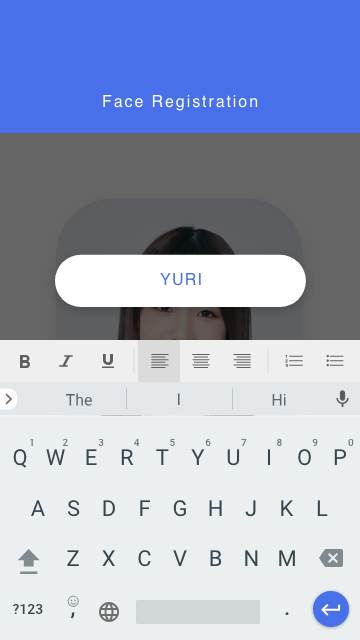 Face Registration
YURI
B I U
The I Hi
1 2 3 4 5 6 7 8 9 0
Q W E R T Y U I O P
A S D F G H J K L
Z X C V B N M
?123 , .